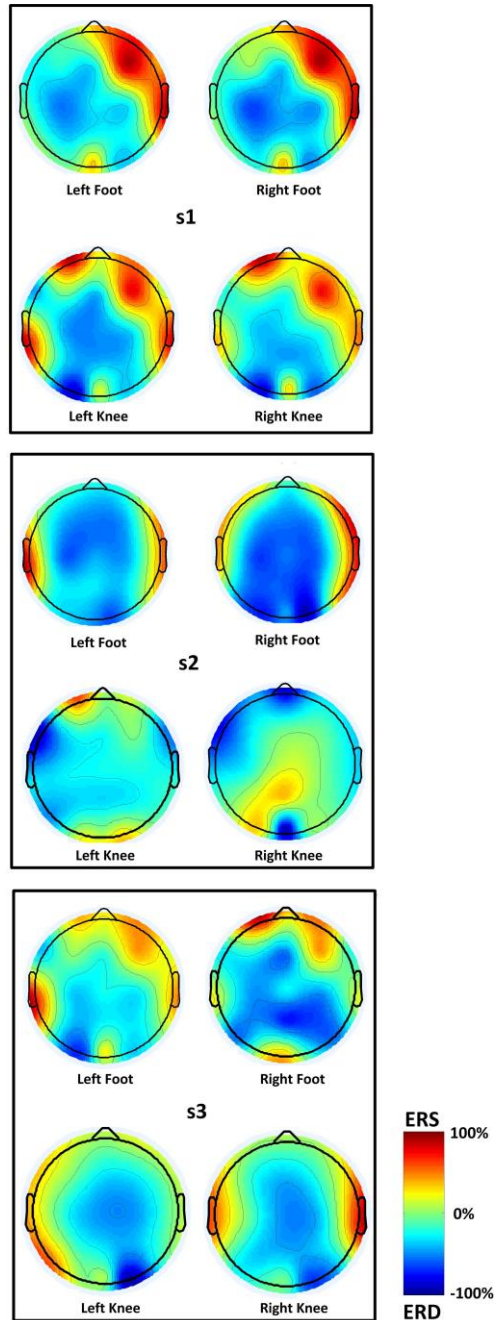 Left Foot Right Foot
s1
Left Knee Right Knee
Left Foot Right Foot
s2
Left Knee Right Knee
Left Foot Right Foot
s3
Left Knee Right Knee
ERS
100%
0%
-100%
ERD